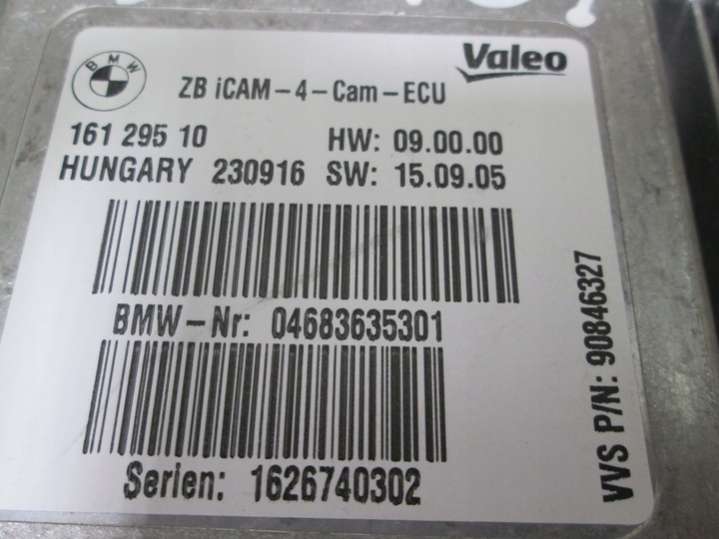 BMW
Valeo
ZB iCAM-4-Cam-ECU
161 295 10 HW: 09.00.00
HUNGARY 230916 SW: 15.09.05
BMW-Nr: 04683635301
Serien: 1626740302
VVS P/N: 90846327